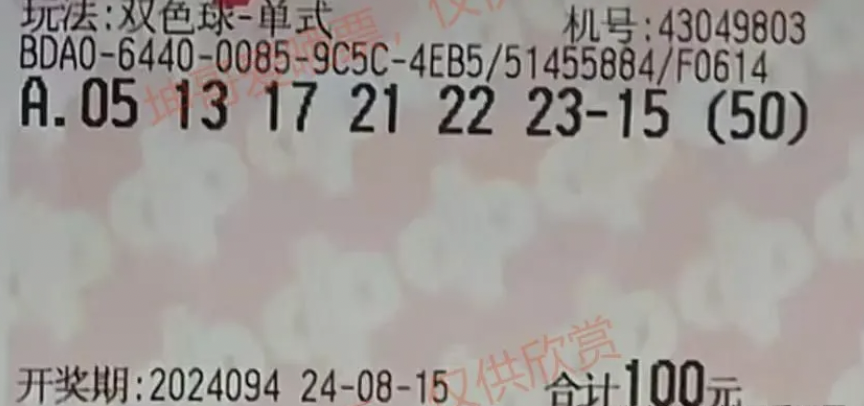 玩法:双色球-单式 机号:43049803
BDA0-6440-0085-9C5C-4EB5/51455884/F0614
A. 05 13 17 21 22 23-15 (50)
开奖期:2024094 24-08-15 合计100元
仅供欣赏